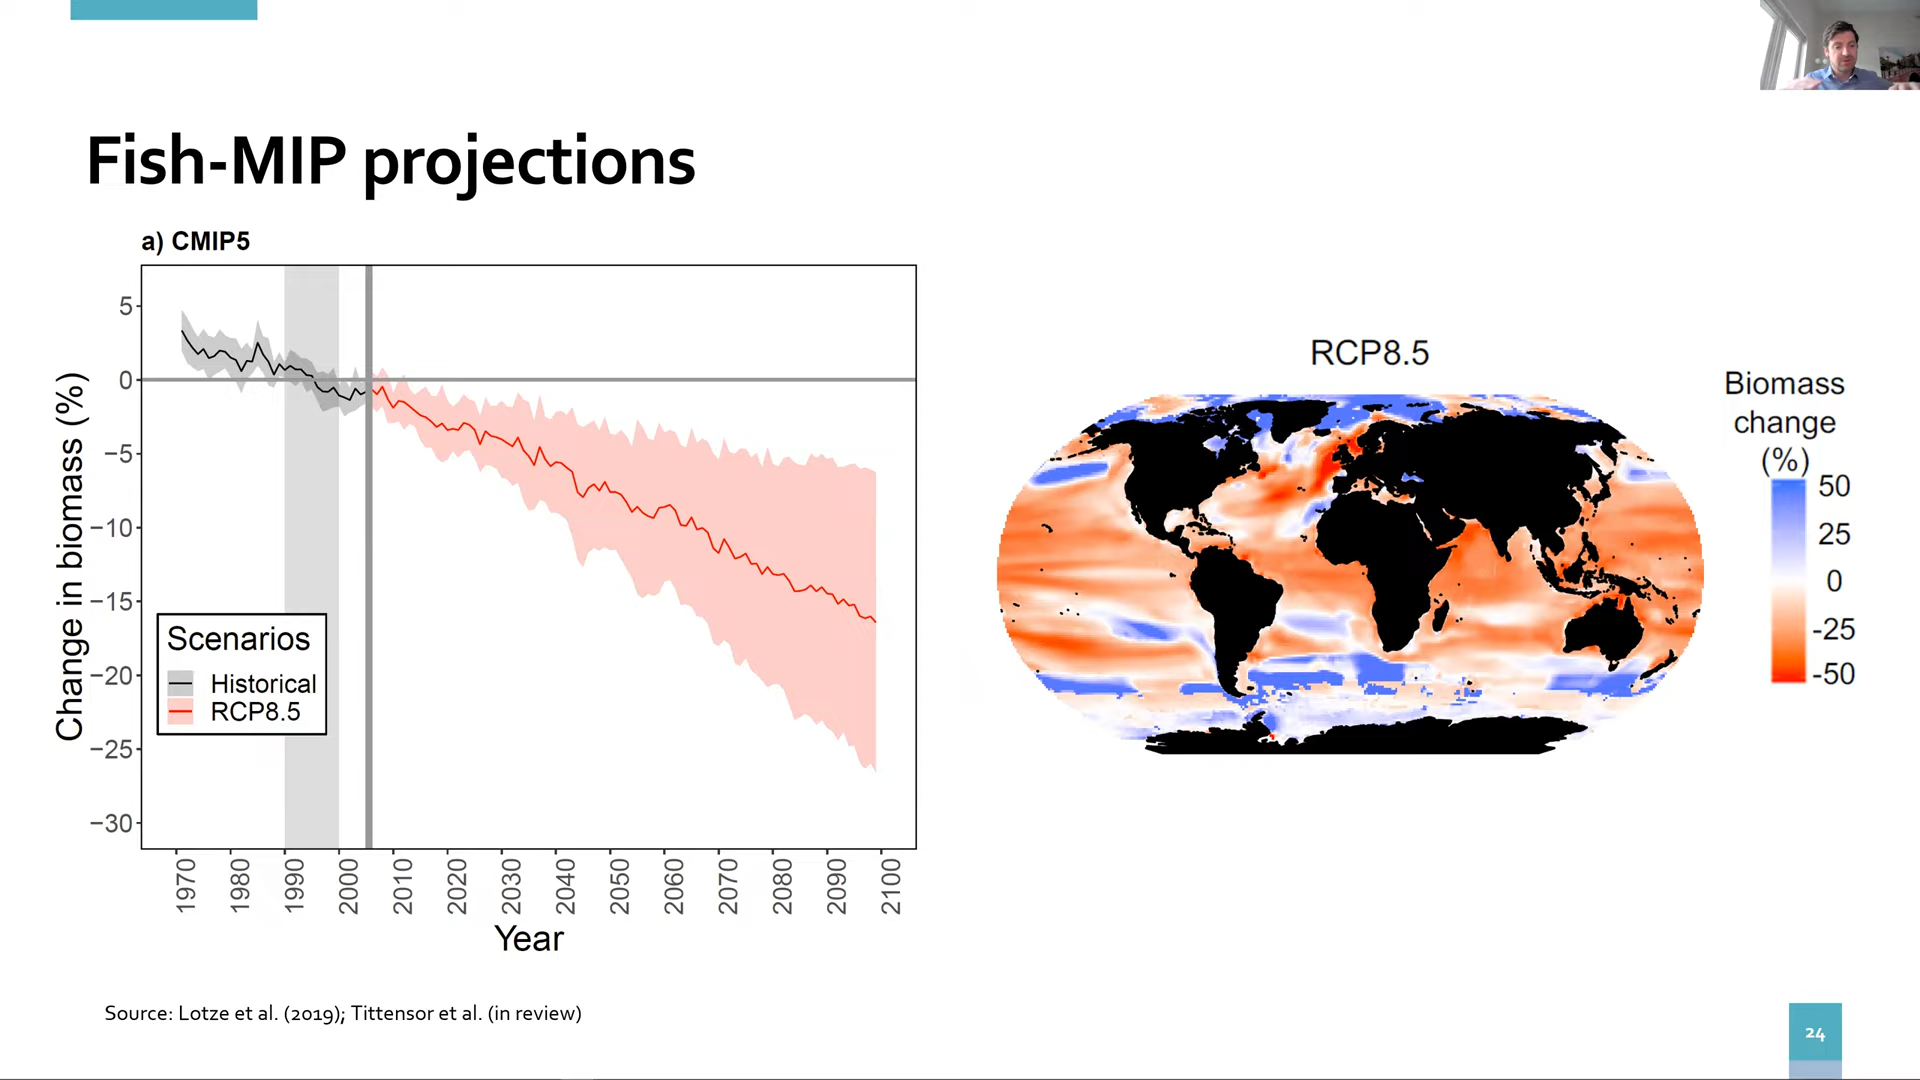 Fish-MIP projections
a) CMIP5
Change in biomass (%)
5
0
−5
−10
−15
−20
−25
−30
Scenarios
Historical
RCP8.5
1970
1980
1990
2000
2010
2020
2030
2040
2050
2060
2070
2080
2090
2100
Year
RCP8.5
Biomass
change
(%)
50
25
0
-25
-50
Source: Lotze et al. (2019); Tittensor et al. (in review)
24